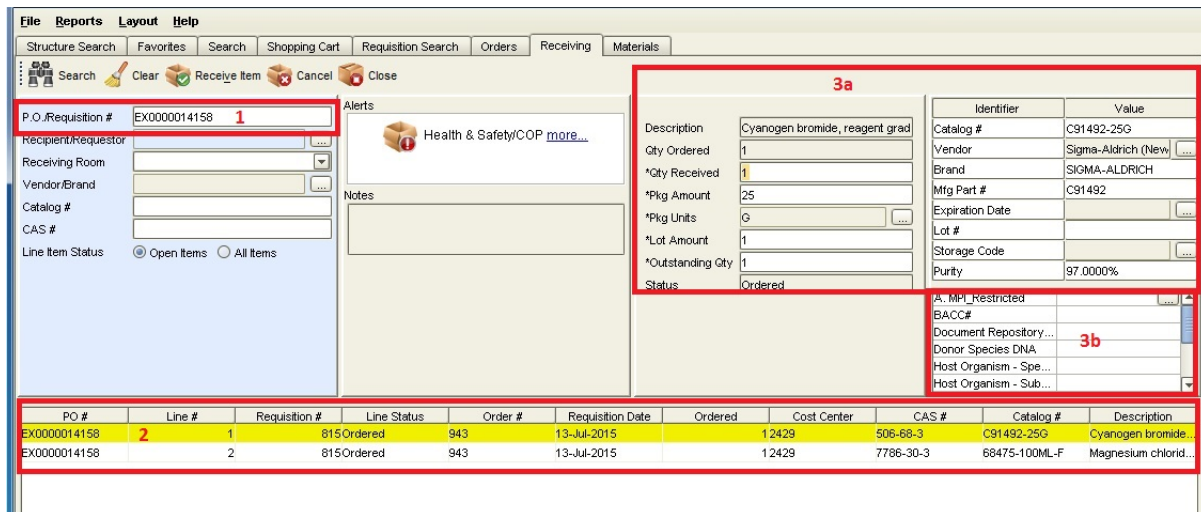 File Reports Layout Help
Structure Search Favorites Search Shopping Cart Requisition Search Orders Receiving Materials
Search Clear Receive Item Cancel Close
P.O./Requisition # EX0000014158 1
Recipient/Requestor ...
Receiving Room
Vendor/Brand ...
Catalog #
CAS #
Line Item Status Open Items All Items
Alerts
Health & Safety/COP more...
Notes
3a
Description Cyanogen bromide, reagent grad
Qty Ordered 1
*Qty Received 1
*Pkg Amount 25
*Pkg Units G ...
*Lot Amount 1
*Outstanding Qty 1
Status Ordered
Identifier Value
Catalog # C91492-25G
Vendor Sigma-Aldrich (New ...
Brand SIGMA-ALDRICH
Mfg Part # C91492
Expiration Date ...
Lot #
Storage Code ...
Purity 97.0000%
A. MPI_Restricted ...
BACC#
Document Repository...
Donor Species DNA
Host Organism - Spe...
Host Organism - Sub...
3b
PO # Line # Requisition # Line Status Order # Requisition Date Ordered Cost Center CAS # Catalog # Description
EX0000014158 2 1 815 Ordered 943 13-Jul-2015 1 2429 506-68-3 C91492-25G Cyanogen bromide...
EX0000014158 2 815 Ordered 943 13-Jul-2015 1 2429 7786-30-3 68475-100ML-F Magnesium chlorid...